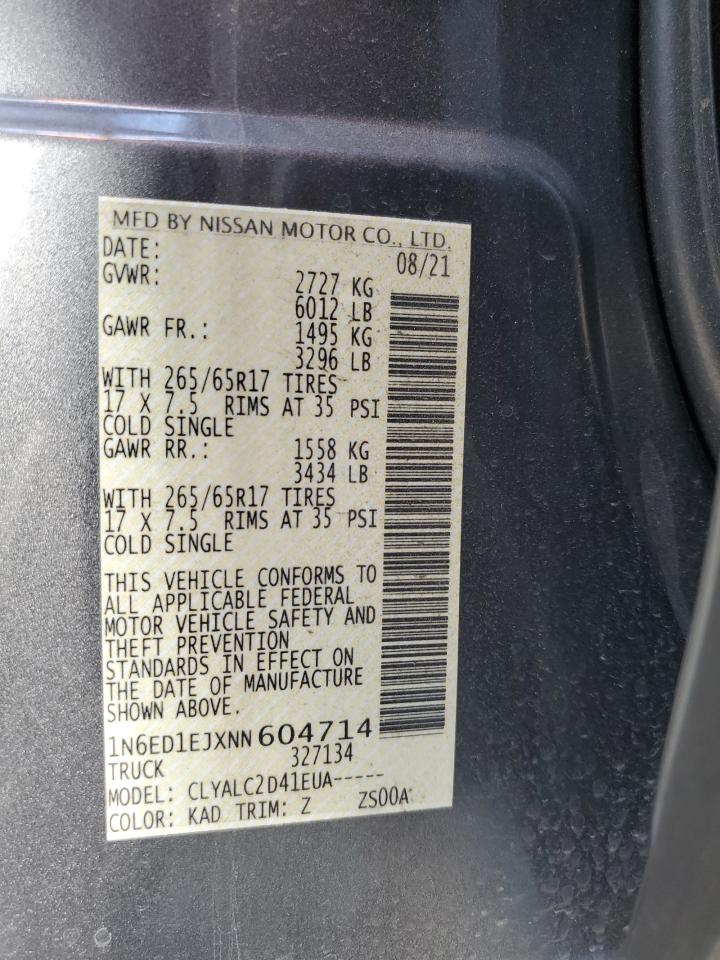 MFD BY NISSAN MOTOR CO., LTD.
DATE: 08/21
GVWR: 2727 KG
6012 LB
GAWR FR.: 1495 KG
3296 LB
WITH 265/65R17 TIRES
17 X 7.5 RIMS AT 35 PSI
COLD SINGLE
GAWR RR.: 1558 KG
3434 LB
WITH 265/65R17 TIRES
17 X 7.5 RIMS AT 35 PSI
COLD SINGLE
THIS VEHICLE CONFORMS TO
ALL APPLICABLE FEDERAL
MOTOR VEHICLE SAFETY AND
THEFT PREVENTION
STANDARDS IN EFFECT ON
THE DATE OF MANUFACTURE
SHOWN ABOVE.
1N6ED1EJXNN604714
TRUCK 327134
MODEL: CLYALC2D41EUA-----
COLOR: KAD TRIM: Z ZS00A